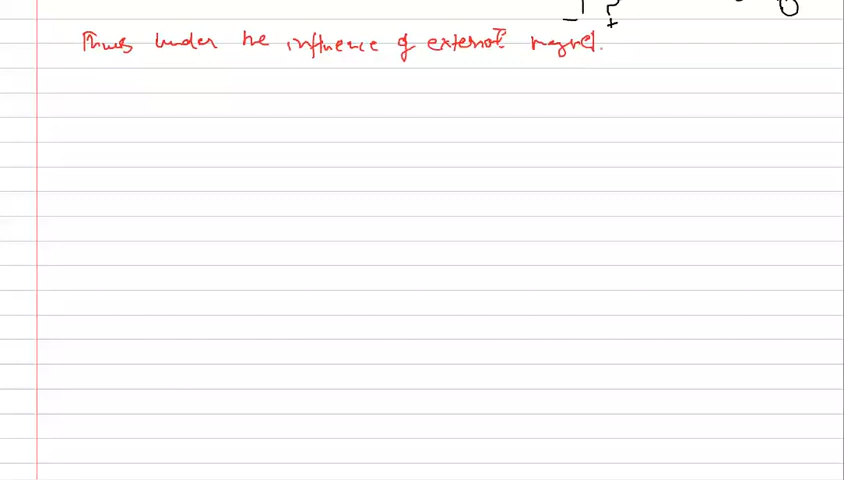 Thus under the influence of external magnet.